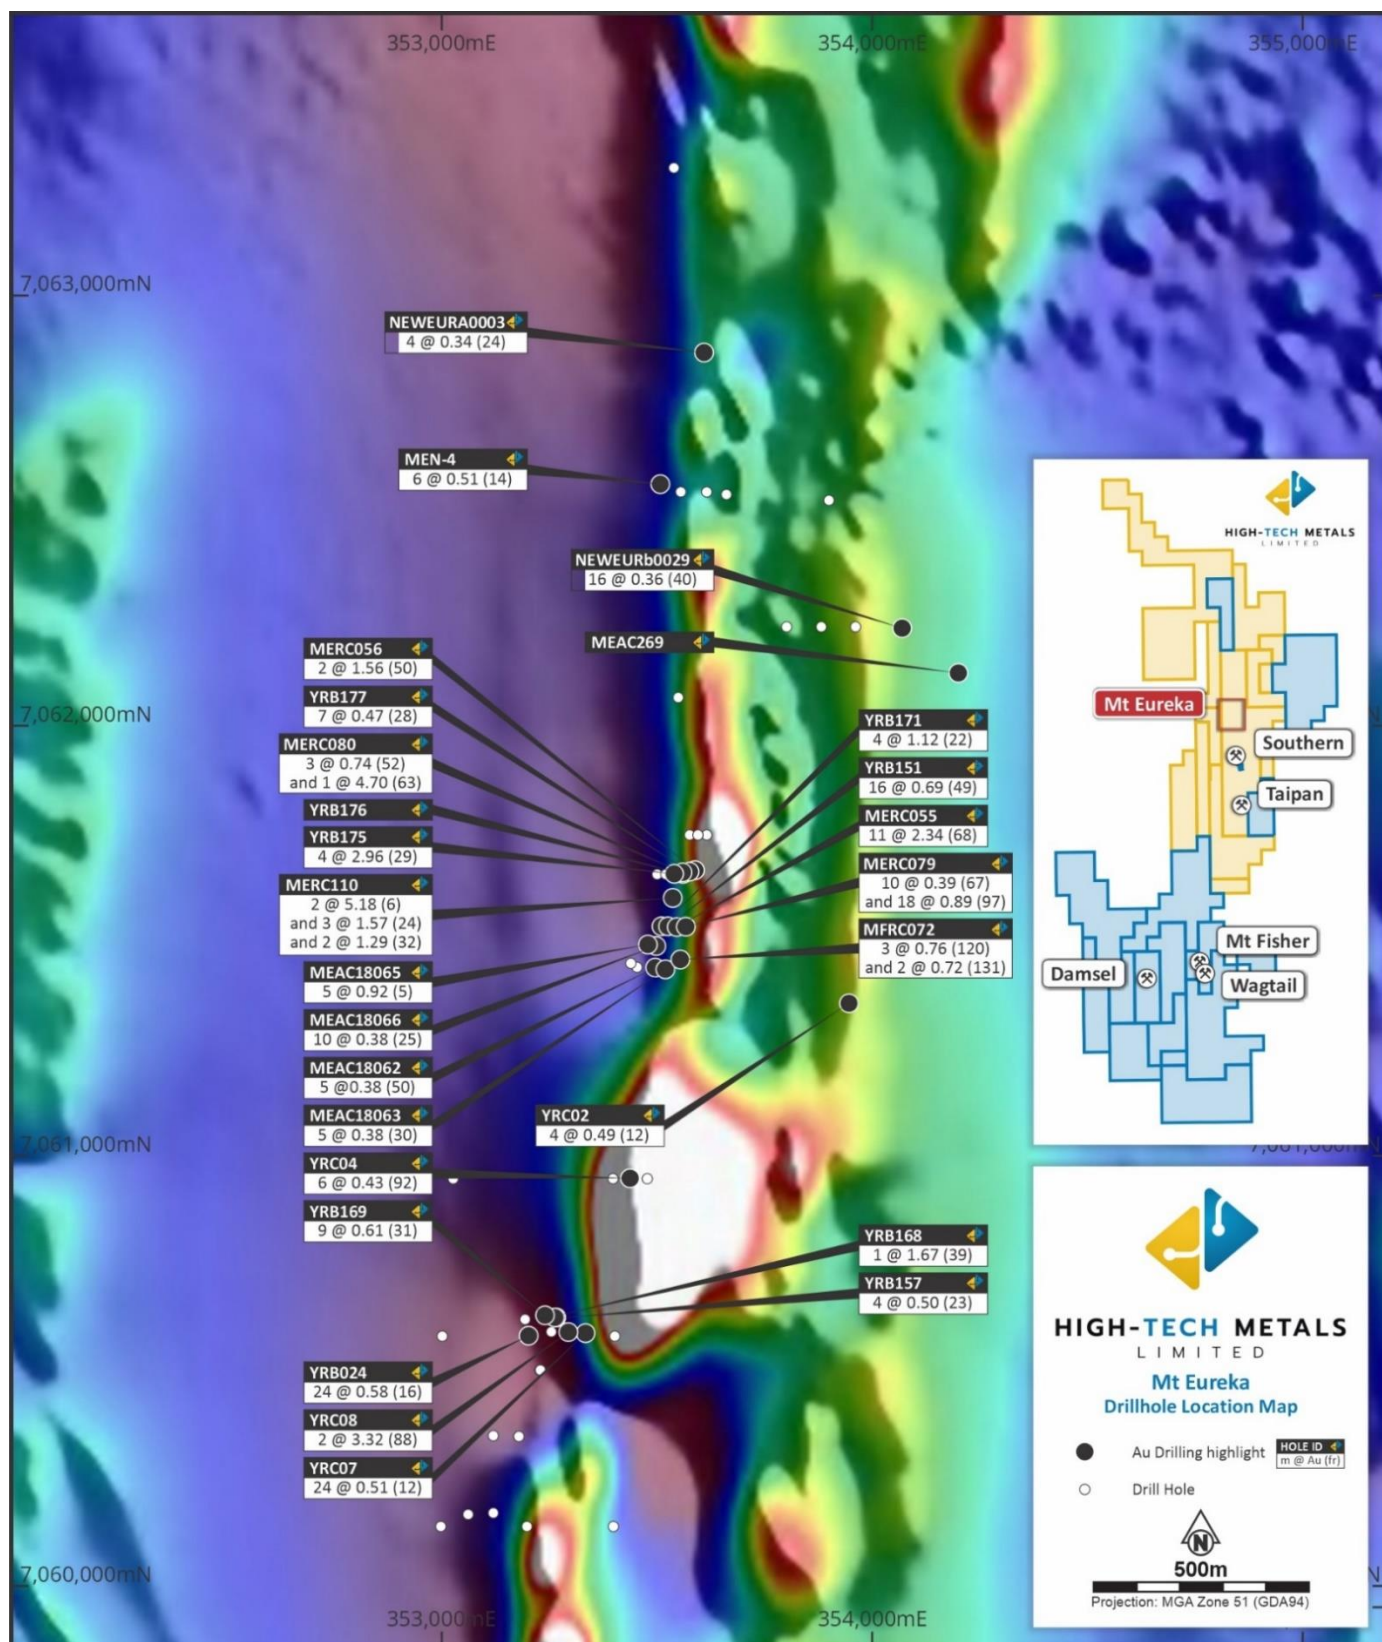 353,000mE
354,000mE
355,000mE
7,063,000mN
NEWEURA0003
4 @ 0.34 (24)
MEN-4
6 @ 0.51 (14)
NEWEURb0029
16 @ 0.36 (40)
MEAC269
MERC056
2 @ 1.56 (50)
YRB177
7 @ 0.47 (28)
7,062,000mN
MERC080
3 @ 0.74 (52)
and 1 @ 4.70 (63)
YRB176
YRB175
4 @ 2.96 (29)
MERC110
2 @ 5.18 (6)
and 3 @ 1.57 (24)
and 2 @ 1.29 (32)
MEAC18065
5 @ 0.92 (5)
MEAC18066
10 @ 0.38 (25)
MEAC18062
5 @0.38 (50)
MEAC18063
5 @ 0.38 (30)
YRB171
4 @ 1.12 (22)
YRB151
16 @ 0.69 (49)
MERC055
11 @ 2.34 (68)
MERC079
10 @ 0.39 (67)
and 18 @ 0.89 (97)
MFRC072
3 @ 0.76 (120)
and 2 @ 0.72 (131)
YRC02
4 @ 0.49 (12)
7,061,000mN
7,061,000mN
YRC04
6 @ 0.43 (92)
YRB169
9 @ 0.61 (31)
YRB168
1 @ 1.67 (39)
YRB157
4 @ 0.50 (23)
YRB024
24 @ 0.58 (16)
YRC08
2 @ 3.32 (88)
YRC07
24 @ 0.51 (12)
7,060,000mN
N
353,000mE
354,000mE
HIGH-TECH METALS
LIMITED
Mt Eureka
Southern
Taipan
Mt Fisher
Damsel
Wagtail
HIGH-TECH METALS
LIMITED
Mt Eureka
Drillhole Location Map
Au Drilling highlight
HOLE ID
m @ Au (fr)
Drill Hole
N
500m
Projection: MGA Zone 51 (GDA94)